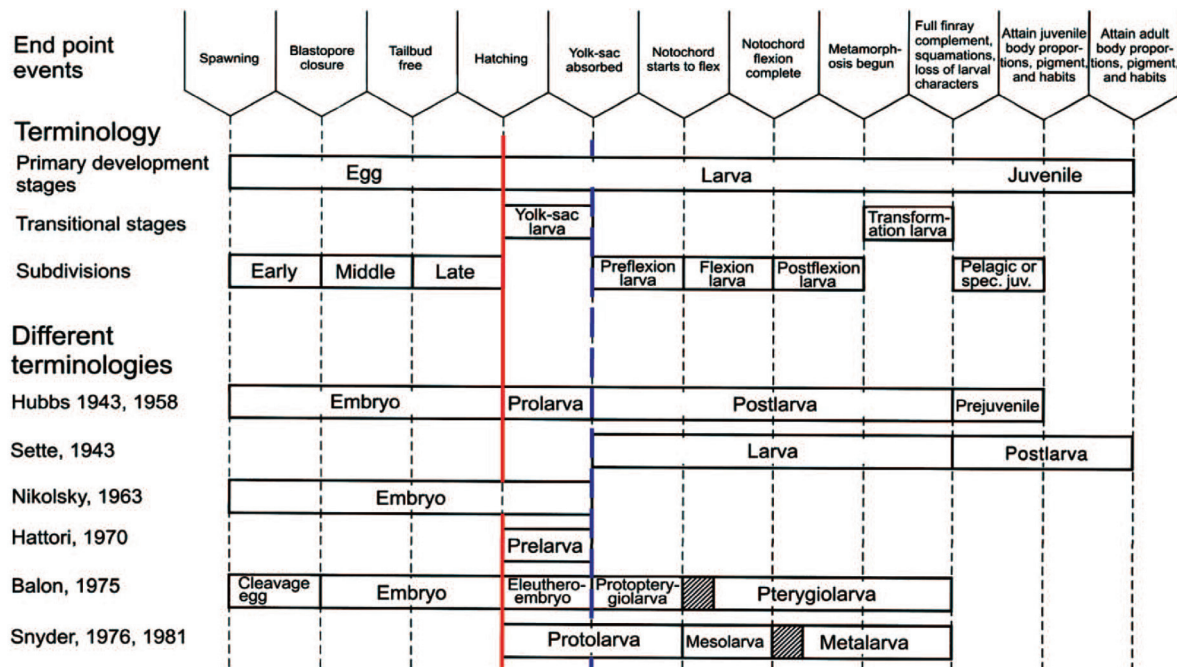 End point
events
Spawning
Blastopore
closure
Tailbud
free
Hatching
Yolk-sac
absorbed
Notochord
starts to flex
Notochord
flexion
complete
Metamorph-
osis begun
Full finray
complement,
squamations,
loss of larval
characters
Attain juvenile
body propor-
tions, pigment,
and habits
Attain adult
body propor-
tions, pigment,
and habits
Terminology
Primary development
stages
Egg
Larva
Juvenile
Transitional stages
Yolk-sac
larva
Transform-
ation larva
Subdivisions
Early
Middle
Late
Preflexion
larva
Flexion
larva
Postflexion
larva
Pelagic or
spec. juv.
Different
terminologies
Hubbs 1943, 1958
Embryo
Prolarva
Postlarva
Prejuvenile
Sette, 1943
Larva
Postlarva
Nikolsky, 1963
Embryo
Hattori, 1970
Prelarva
Balon, 1975
Cleavage
egg
Embryo
Eleuthero-
embryo
Protoptery-
giolarva
Pterygiolarva
Snyder, 1976, 1981
Protolarva
Mesolarva
Metalarva